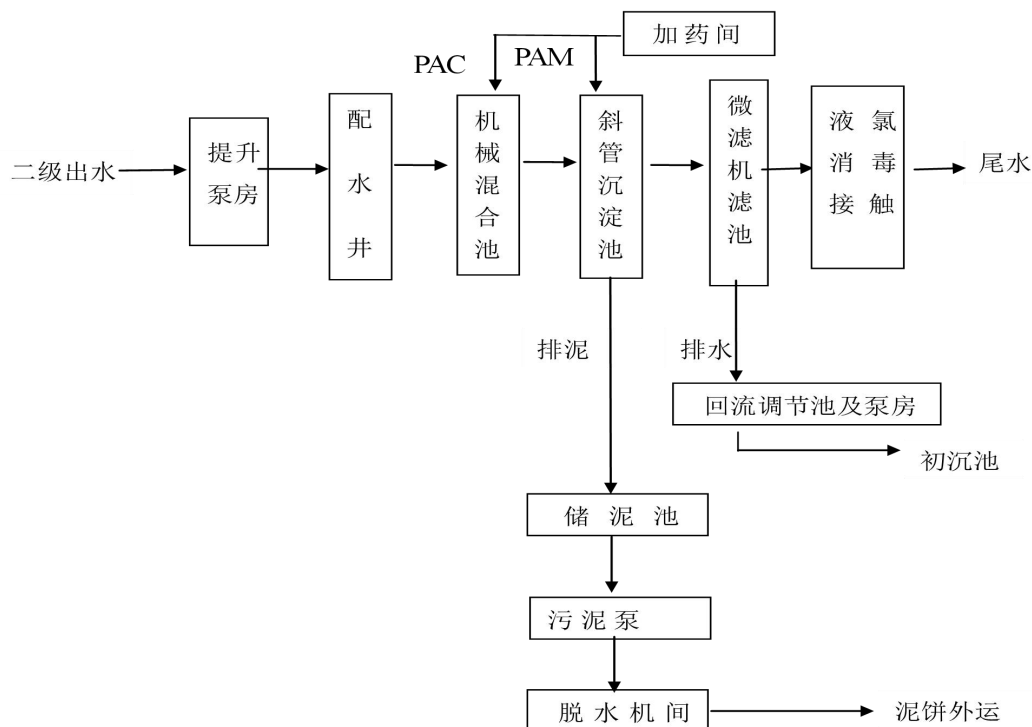 加药间
PAC
PAM
二级出水
提升
泵房
配水井
机械混合池
斜管沉淀池
微滤机滤池
液氯
消毒
接触
尾水
排泥
排水
回流调节池及泵房
初沉池
储泥池
污泥泵
脱水机间
泥饼外运